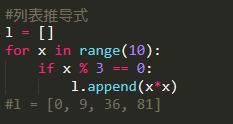 #列表推导式
l = []
for x in range(10):
    if x % 3 == 0:
        l.append(x*x)
#l = [0, 9, 36, 81]